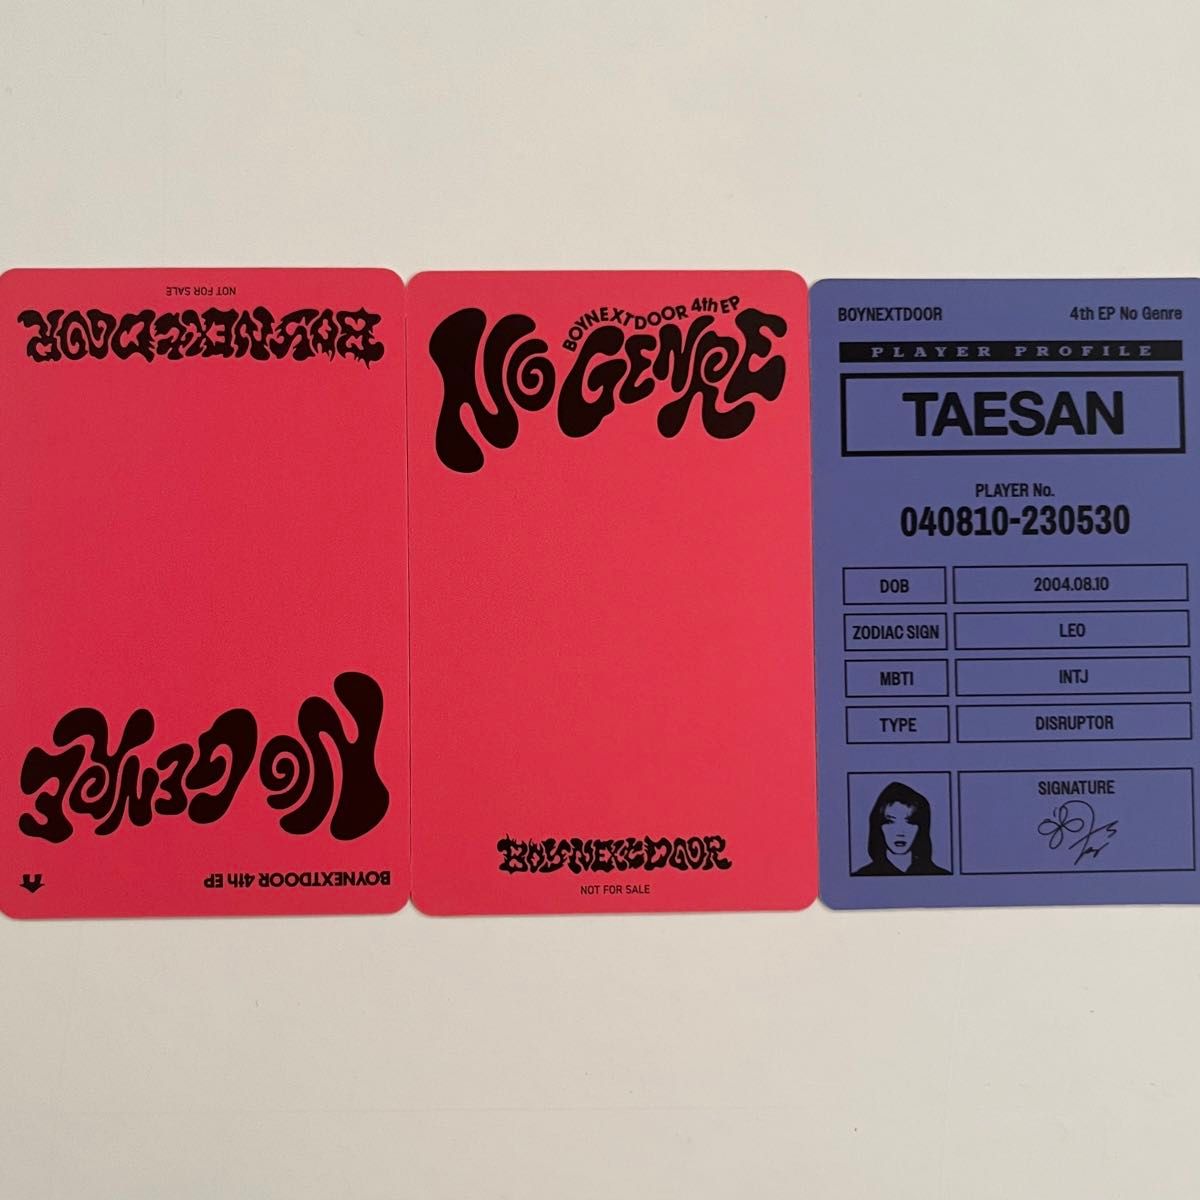 NOT FOR SALE
BOYNEXTDOOR
NO GENRE
BOYNEXTDOOR 4th EP
BOYNEXTDOOR 4th EP
NO GENRE
BOYNEXTDOOR
NOT FOR SALE
BOYNEXTDOOR 4th EP No Genre
PLAYER PROFILE
TAESAN
PLAYER No.
040810-230530
DOB 2004.08.10
ZODIAC SIGN LEO
MBTI INTJ
TYPE DISRUPTOR
SIGNATURE